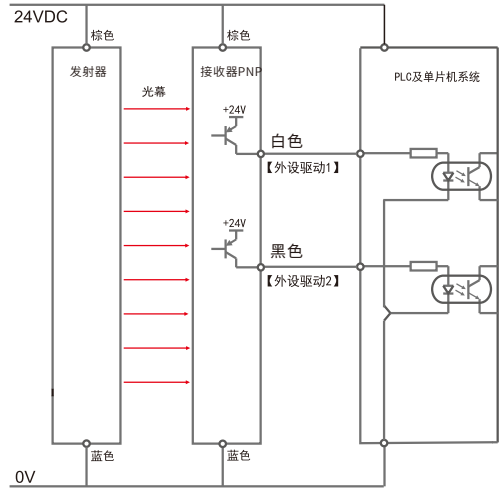 24VDC
棕色
棕色
发射器
接收器PNP
PLC及单片机系统
光幕
+24V
白色
【外设驱动1】
+24V
黑色
【外设驱动2】
蓝色
蓝色
0V